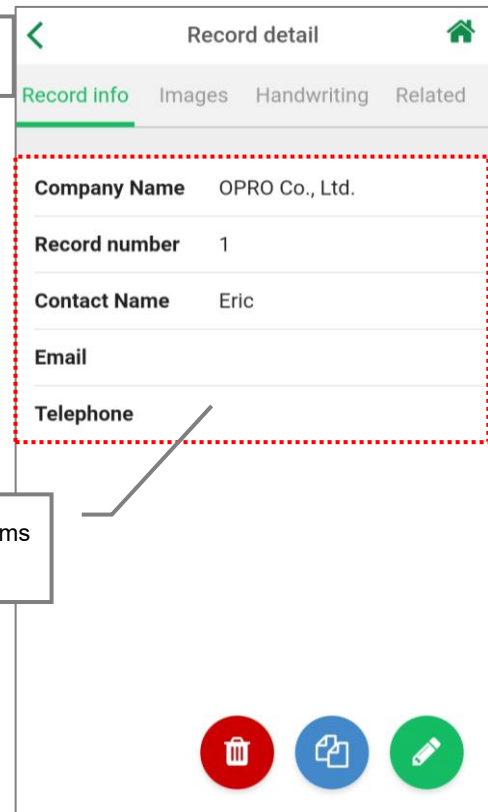 Record detail
Record info Images Handwriting Related
Company Name OPRO Co., Ltd.
Record number 1
Contact Name Eric
Email
Telephone